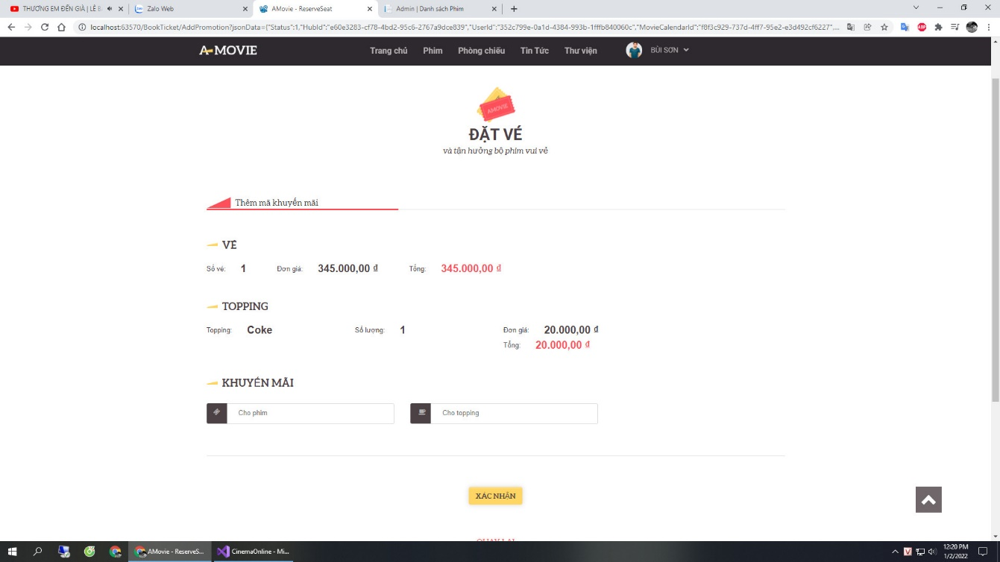 THƯƠNG EM ĐẾN GIÀ | LÊ B
Zalo Web
AMovie - ReserveSeat
Admin | Danh sách Phim
localhost:63570/BookTicket/AddPromotion?jsonData={"Status":1,"HubId":"e60e3283-cf78-4bd2-95c6-2767a9dce839","UserId":"352c799e-0a1d-4384-993b-1fffb840060c","MovieCalendarId":"f8f3c929-737d-4ff7-95e2-e3d492cf6227",...
A-MOVIE
Trang chủ Phim Phòng chiếu Tin Tức Thư viện
BÙI SƠN
AMOVIE
ĐẶT VÉ
và tận hưởng bộ phim vui vẻ
Thêm mã khuyến mãi
VÉ
Số vé: 1 Đơn giá: 345.000,00 ₫ Tổng: 345.000,00 ₫
TOPPING
Topping: Coke Số lượng: 1 Đơn giá: 20.000,00 ₫
Tổng: 20.000,00 ₫
KHUYẾN MÃI
Cho phim
Cho topping
XÁC NHẬN
QUAY LẠI
AMovie - ReserveS...
CinemaOnline - Mi...
12:20 PM
1/2/2022